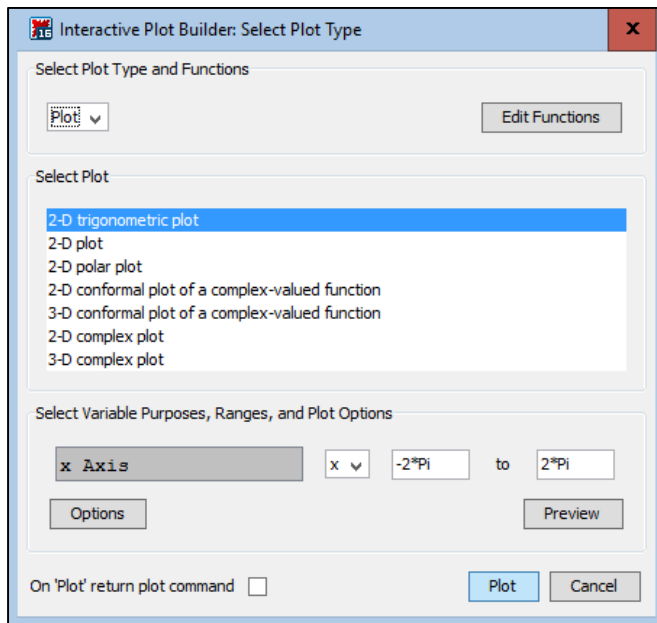 16 Interactive Plot Builder: Select Plot Type x
Select Plot Type and Functions
Plot Edit Functions
Select Plot
2-D trigonometric plot
2-D plot
2-D polar plot
2-D conformal plot of a complex-valued function
3-D conformal plot of a complex-valued function
2-D complex plot
3-D complex plot
Select Variable Purposes, Ranges, and Plot Options
x Axis x -2*Pi to 2*Pi
Options Preview
On 'Plot' return plot command Plot Cancel